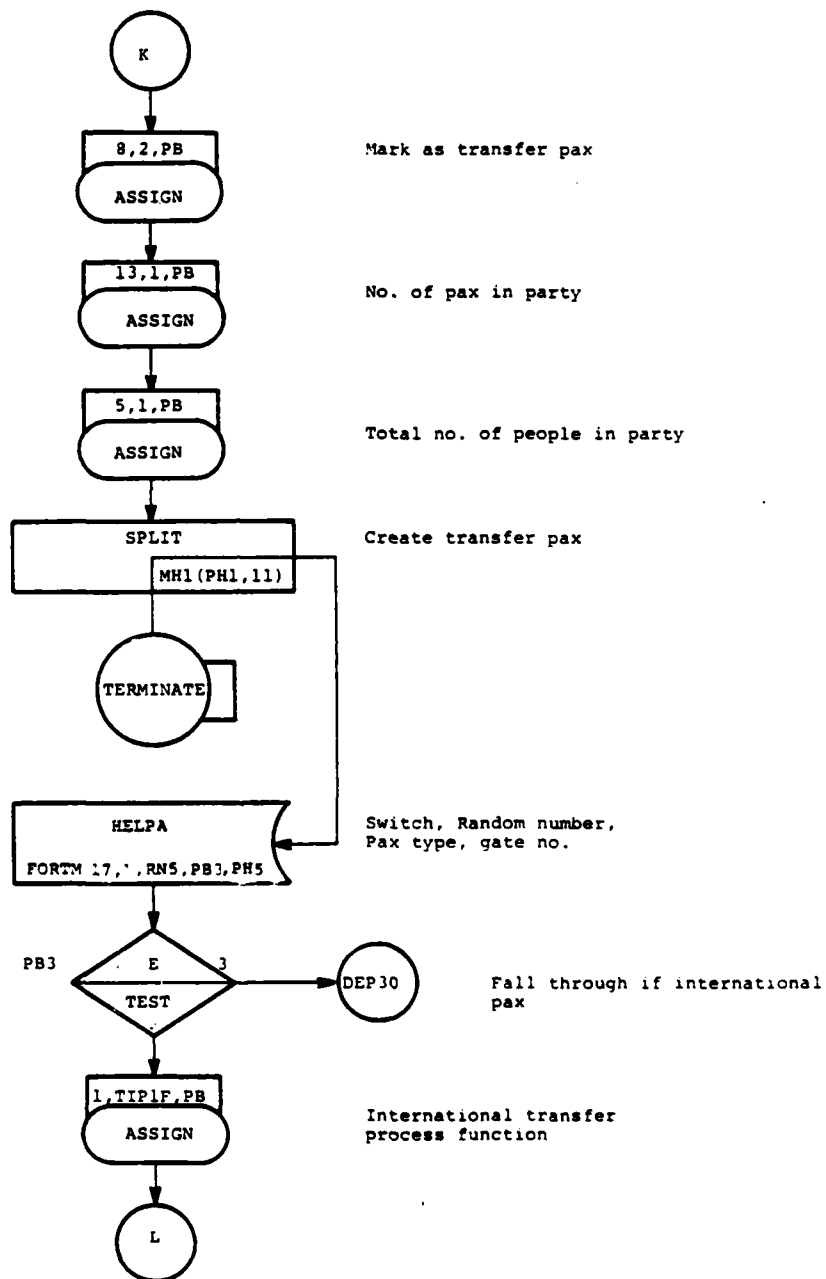 K
8,2,PB
Mark as transfer pax
ASSIGN
13,1,PB
No. of pax in party
ASSIGN
5,1,PB
Total no. of people in party
ASSIGN
SPLIT
Create transfer pax
MH1(PH1,11)
TERMINATE
HELPA
Switch, Random number,
Pax type, gate no.
FORTM ,RN5,PB3,PH5
PB3
E
3
TEST
DEP30
Fall through if international
pax
1,TIP1F,PB
ASSIGN
International transfer
process function
L